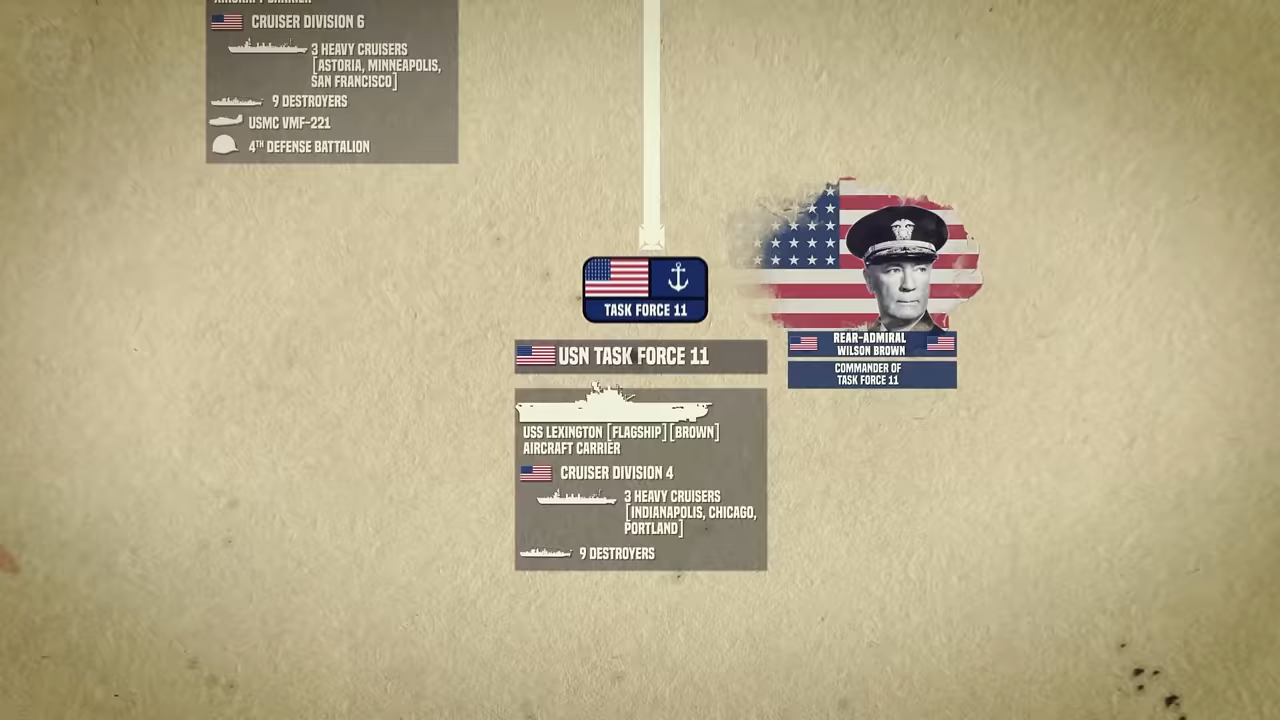 AIRCRAFT CARRIER
CRUISER DIVISION 6
3 HEAVY CRUISERS
[ASTORIA, MINNEAPOLIS,
SAN FRANCISCO]
9 DESTROYERS
USMC VMF-221
4TH DEFENSE BATTALION
TASK FORCE 11
REAR-ADMIRAL
WILSON BROWN
COMMANDER OF
TASK FORCE 11
USN TASK FORCE 11
USS LEXINGTON [FLAGSHIP] [BROWN]
AIRCRAFT CARRIER
CRUISER DIVISION 4
3 HEAVY CRUISERS
[INDIANAPOLIS, CHICAGO,
PORTLAND]
9 DESTROYERS